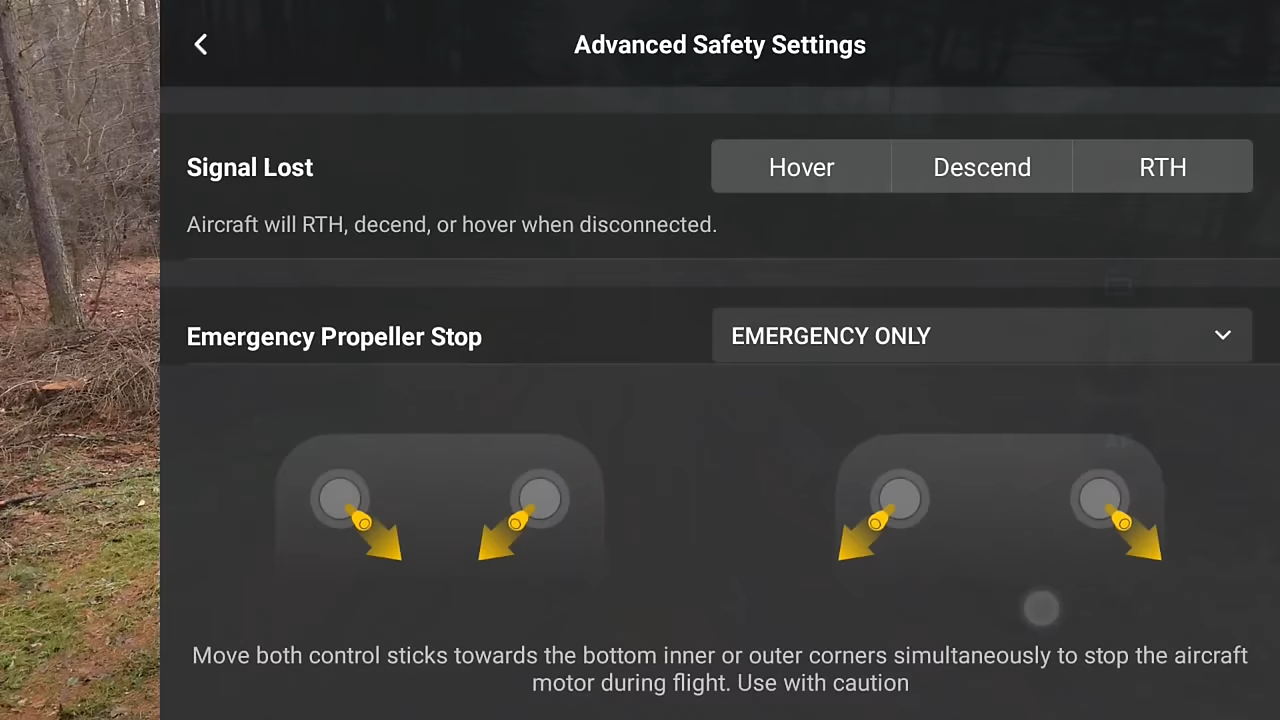 Advanced Safety Settings
Signal Lost
Hover
Descend
RTH
Aircraft will RTH, decend, or hover when disconnected.
Emergency Propeller Stop
EMERGENCY ONLY
Move both control sticks towards the bottom inner or outer corners simultaneously to stop the aircraft
motor during flight. Use with caution